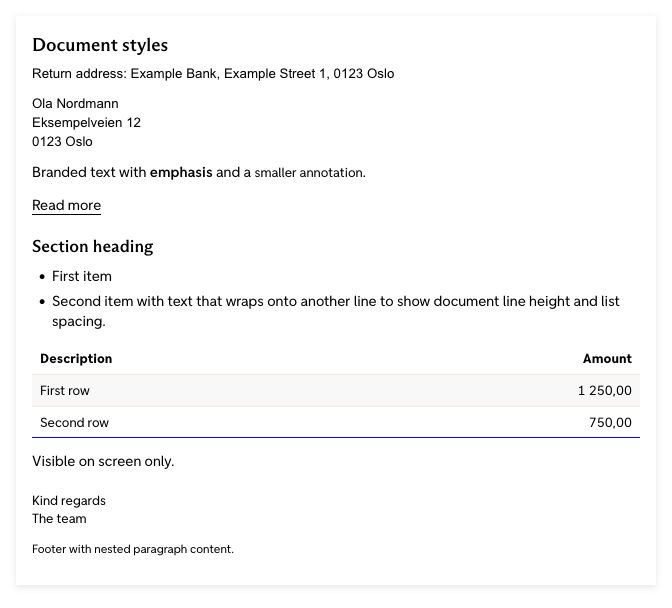 Document styles
Return address: Example Bank, Example Street 1, 0123 Oslo
Ola Nordmann
Eksempelveien 12
0123 Oslo
Branded text with emphasis and a smaller annotation.
Read more
Section heading
• First item
• Second item with text that wraps onto another line to show document line height and list
spacing.
Description Amount
First row 1 250,00
Second row 750,00
Visible on screen only.
Kind regards
The team
Footer with nested paragraph content.